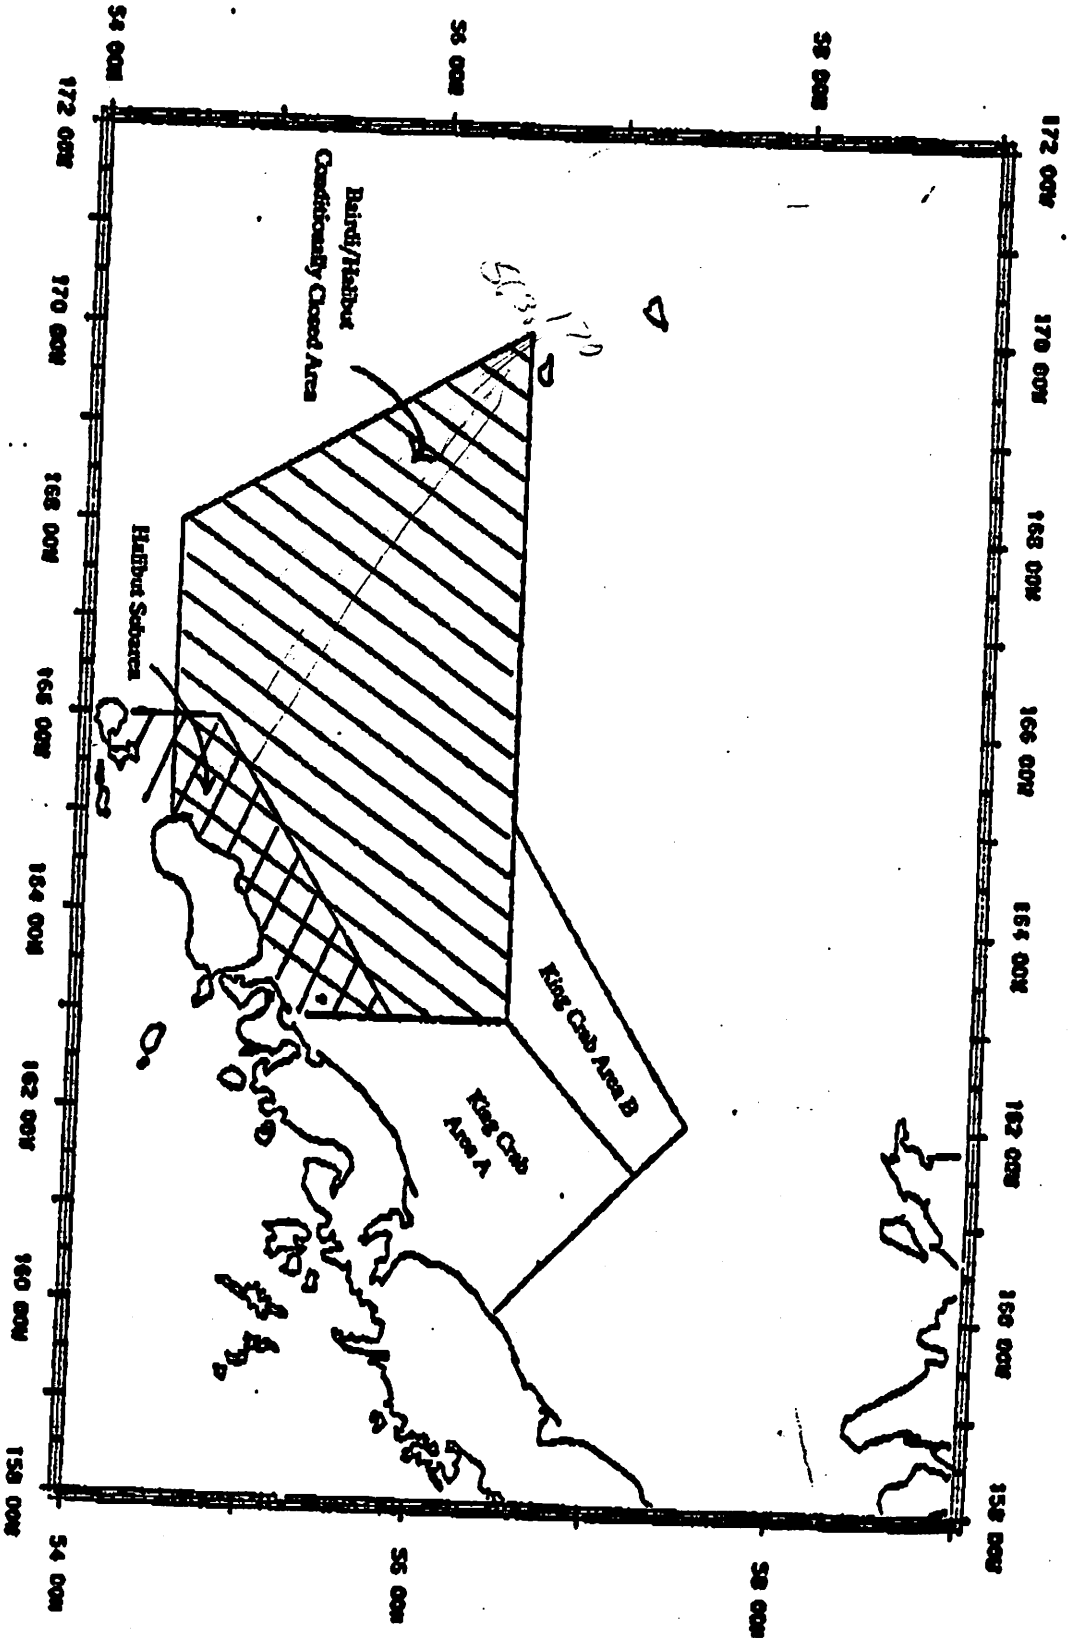 172 00W 170 00W 168 00W 166 00W 164 00W 162 00W 160 00W 158 00W
58 00N
58 00N
King Crab Area B
King Crab
Area A
56 00N
56 00N
Bairdi/Halibut
Conditionally Closed Area
Halibut Subarea
54 00N
54 00N
172 00W 170 00W 168 00W 166 00W 164 00W 162 00W 160 00W 158 00W